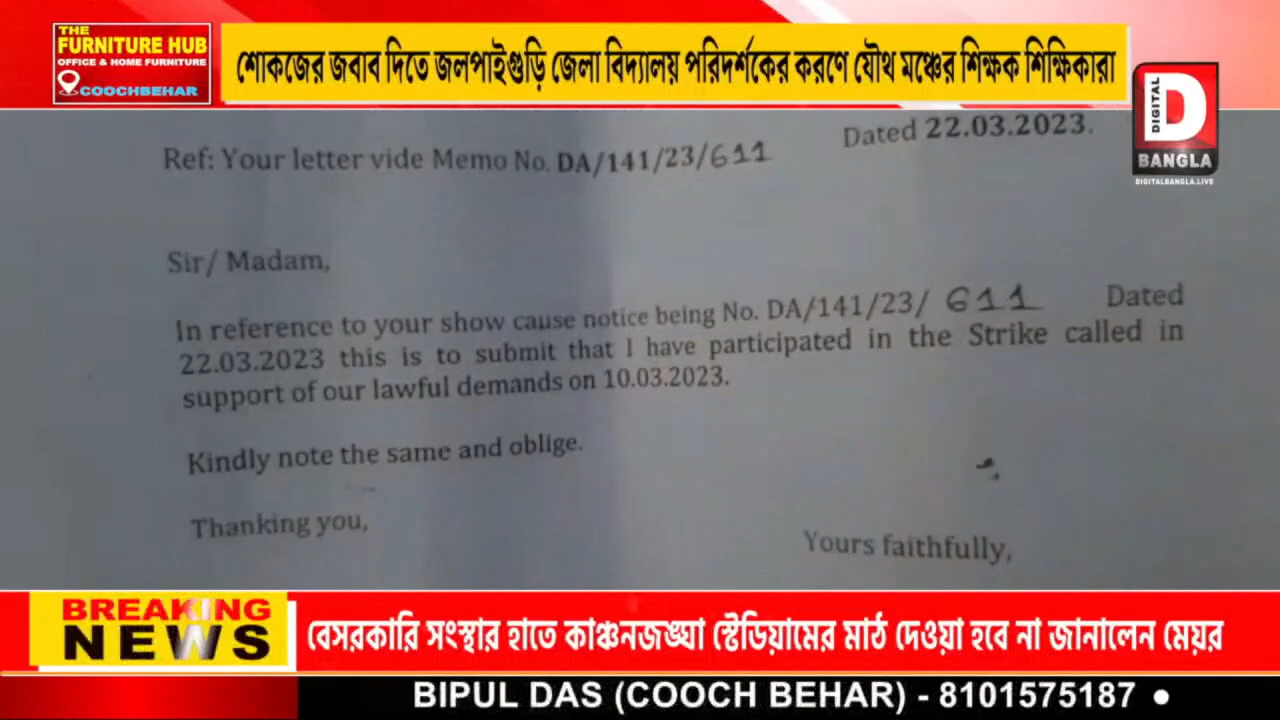 THE
FURNITURE HUB
OFFICE & HOME FURNITURE
COOCHBEHAR
শোকজের জবাব দিতে জলপাইগুড়ি জেলা বিদ্যালয় পরিদর্শকের করণে যৌথ মঞ্চের শিক্ষক শিক্ষিকারা
DIGITAL
D
BANGLA
DIGITALBANGLA.LIVE
Ref: Your letter vide Memo No. DA/141/23/611 Dated 22.03.2023.
Sir/ Madam,
In reference to your show cause notice being No. DA/141/23/ 611 Dated
22.03.2023 this is to submit that I have participated in the Strike called in
support of our lawful demands on 10.03.2023.
Kindly note the same and oblige.
Thanking you,
Yours faithfully,
BREAKING
NEWS
বেসরকারি সংস্থার হাতে কাঞ্চনজঙ্ঘা স্টেডিয়ামের মাঠ দেওয়া হবে না জানালেন মেয়র
BIPUL DAS (COOCH BEHAR) - 8101575187 ●